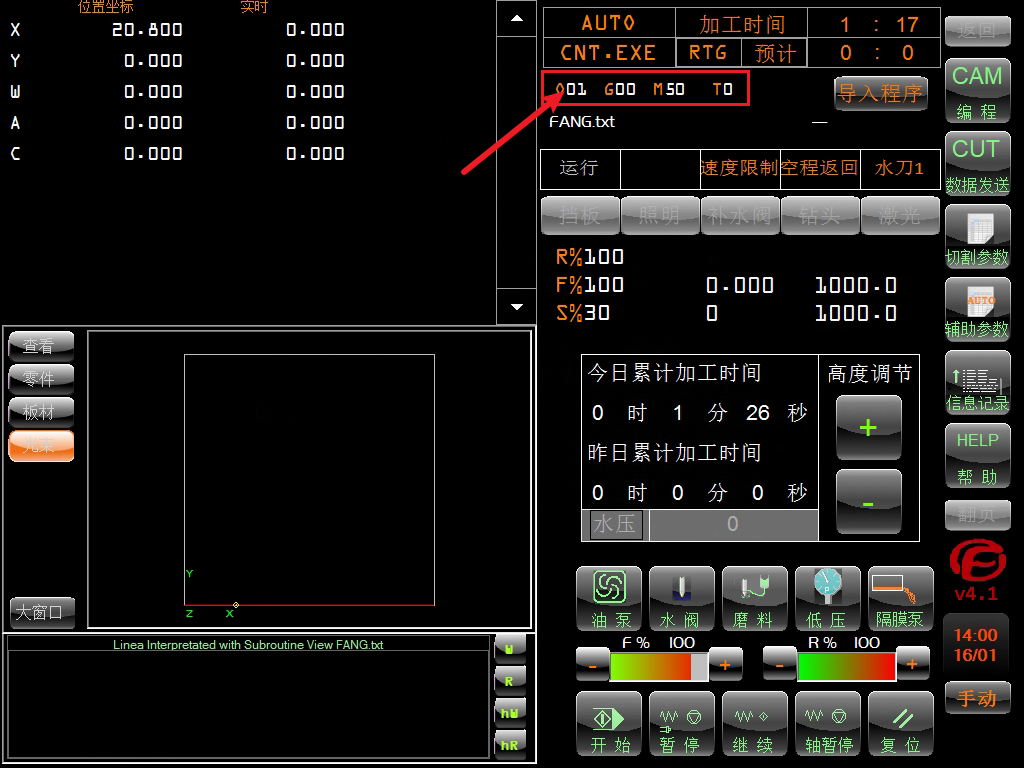 位置坐标 实时
X 20.800 0.000
Y 0.000 0.000
W 0.000 0.000
A 0.000 0.000
C 0.000 0.000
AUTO 加工时间 1 : 17
CNT.EXE RTG 预计 0 : 0
O01 G00 M50 T0
导入程序
FANG.txt
运行 速度限制 空程返回 水刀1
挡板 照明 补水阀 钻头 激光
R%100
F%100 0.000 1000.0
S%30 0 1000.0
查看
零件
板材
光束
大窗口
Y
Z X
今日累计加工时间
0 时 1 分 26 秒
昨日累计加工时间
0 时 0 分 0 秒
水压 0
高度调节
+
-
Linea Interpretated with Subroutine View FANG.txt
W
R
hW
hR
油泵 水阀 磨料 低压 隔膜泵
F % 100 R % 100
- + - +
开始 暂停 继续 轴暂停 复位
返回
CAM
编程
CUT
数据发送
切割参数
AUTO
辅助参数
信息记录
HELP
帮助
翻页
v4.1
14:00
16/01
手动